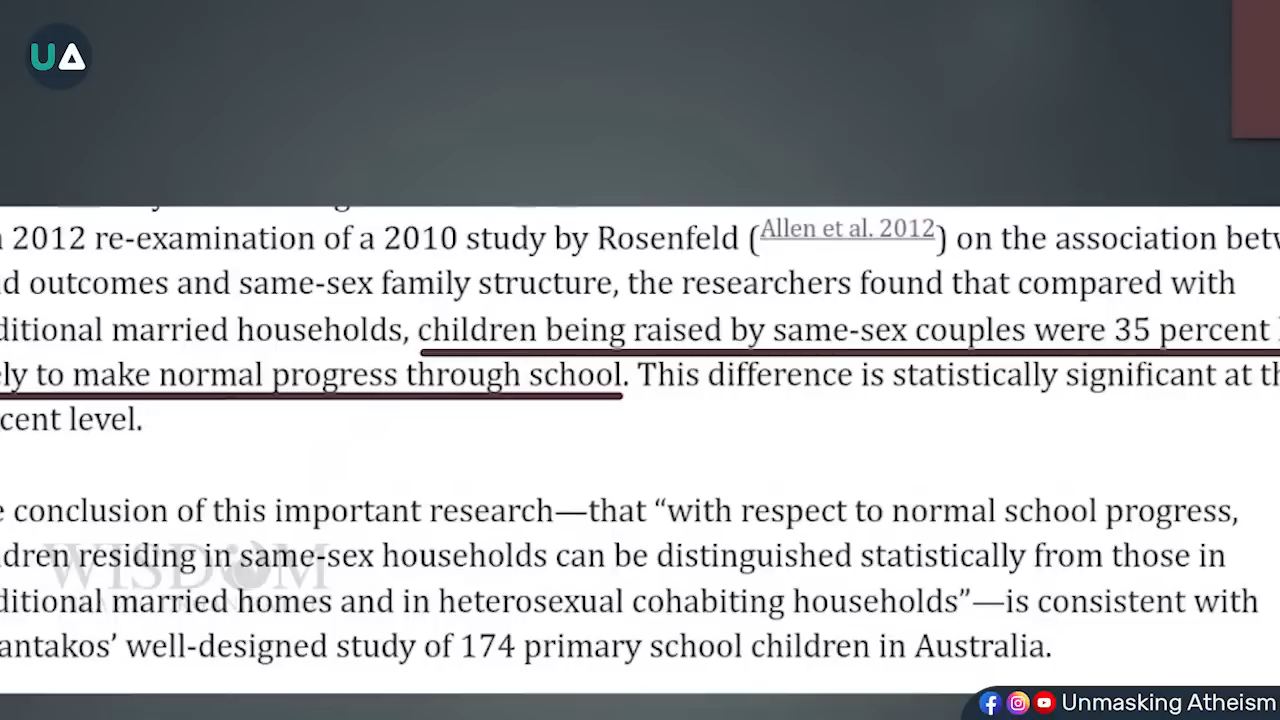 UA
2012 re-examination of a 2010 study by Rosenfeld (Allen et al. 2012) on the association betw
d outcomes and same-sex family structure, the researchers found that compared with
ditional married households, children being raised by same-sex couples were 35 percent
ely to make normal progress through school. This difference is statistically significant at th
cent level.
e conclusion of this important research—that “with respect to normal school progress,
dren residing in same-sex households can be distinguished statistically from those in
ditional married homes and in heterosexual cohabiting households”—is consistent with
antakos’ well-designed study of 174 primary school children in Australia.
WISDOM
Unmasking Atheism